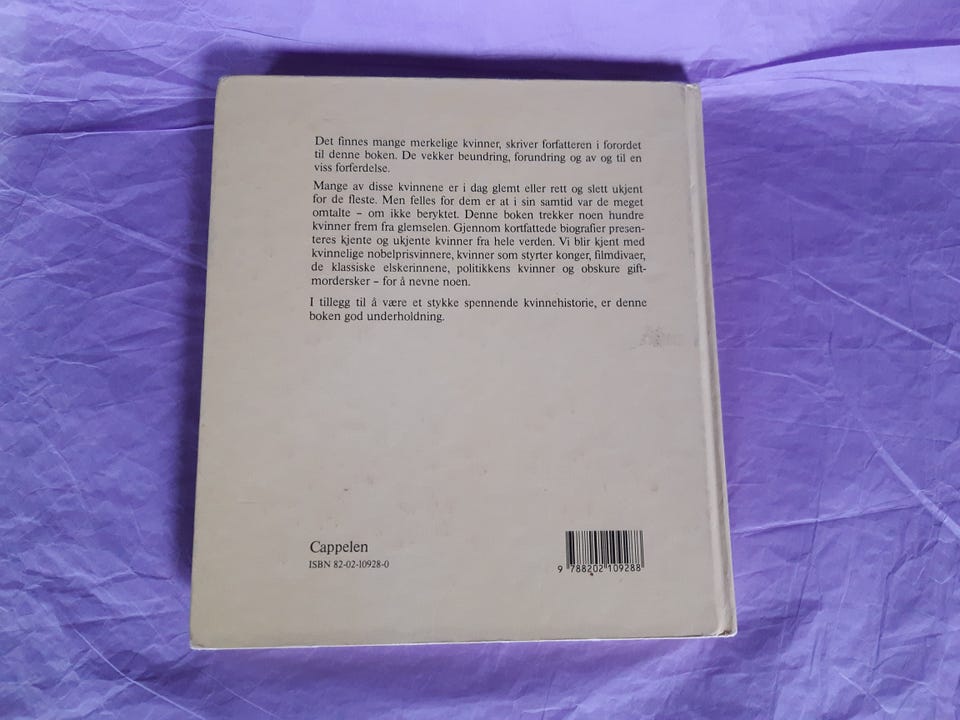 Det finnes mange merkelige kvinner, skriver forfatteren i forordet
til denne boken. De vekker beundring, forundring og av og til en
viss forferdelse.
Mange av disse kvinnene er i dag glemt eller rett og slett ukjent
for de fleste. Men felles for dem er at i sin samtid var de meget
omtalte – om ikke beryktet. Denne boken trekker noen hundre
kvinner frem fra glemselen. Gjennom kortfattede biografier presen-
teres kjente og ukjente kvinner fra hele verden. Vi blir kjent med
kvinnelige nobelprisvinnere, kvinner som styrter konger, filmdivaer,
de klassiske elskerinnene, politikkens kvinner og obskure gift-
mordersker – for å nevne noen.
I tillegg til å være et stykke spennende kvinnehistorie, er denne
boken god underholdning.
Cappelen
ISBN 82-02-10928-0
9 788202 109288